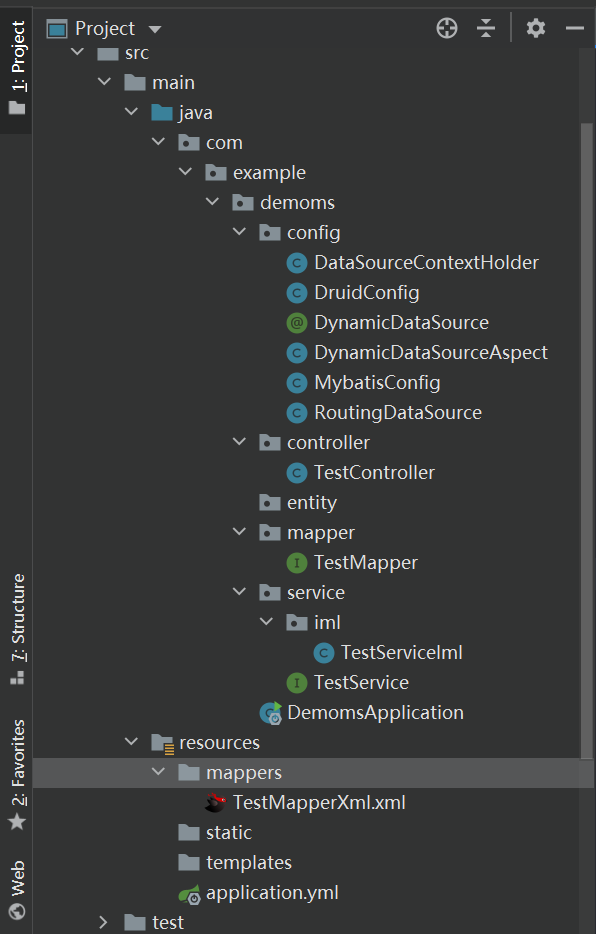 Project
src
main
java
com
example
demoms
config
DataSourceContextHolder
DruidConfig
DynamicDataSource
DynamicDataSourceAspect
MybatisConfig
RoutingDataSource
controller
TestController
entity
mapper
TestMapper
service
iml
TestServiceIml
TestService
DemomsApplication
resources
mappers
TestMapperXml.xml
static
templates
application.yml
test
1: Project
7: Structure
2: Favorites
Web